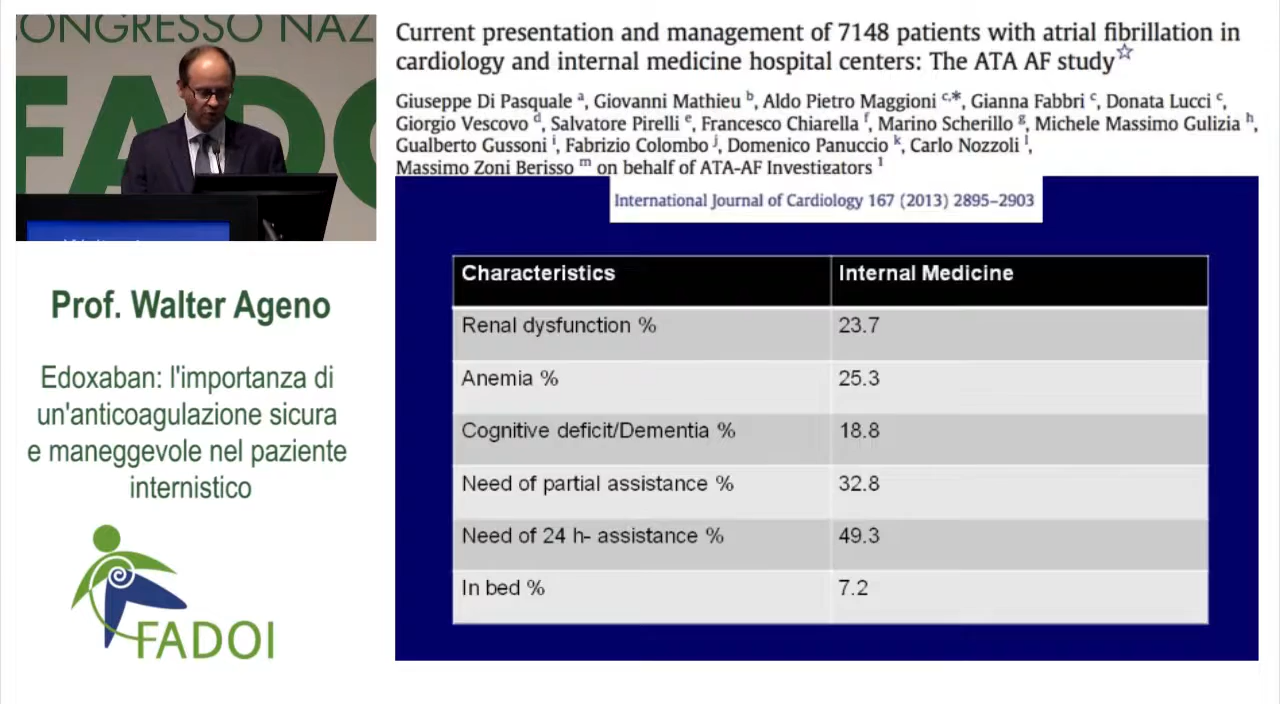 ONGRESSO NAZ
FADO
Prof. Walter Ageno
Edoxaban: l'importanza di
un'anticoagulazione sicura
e maneggevole nel paziente
internistico
FADOI
Current presentation and management of 7148 patients with atrial fibrillation in
cardiology and internal medicine hospital centers: The ATA AF study☆
Giuseppe Di Pasquale a, Giovanni Mathieu b, Aldo Pietro Maggioni c,*, Gianna Fabbri c, Donata Lucci c,
Giorgio Vescovo d, Salvatore Pirelli e, Francesco Chiarella f, Marino Scherillo g, Michele Massimo Gulizia h,
Gualberto Gussoni i, Fabrizio Colombo j, Domenico Panuccio k, Carlo Nozzoli l,
Massimo Zoni Berisso m on behalf of ATA-AF Investigators 1
International Journal of Cardiology 167 (2013) 2895–2903
Characteristics Internal Medicine
Renal dysfunction % 23.7
Anemia % 25.3
Cognitive deficit/Dementia % 18.8
Need of partial assistance % 32.8
Need of 24 h- assistance % 49.3
In bed % 7.2